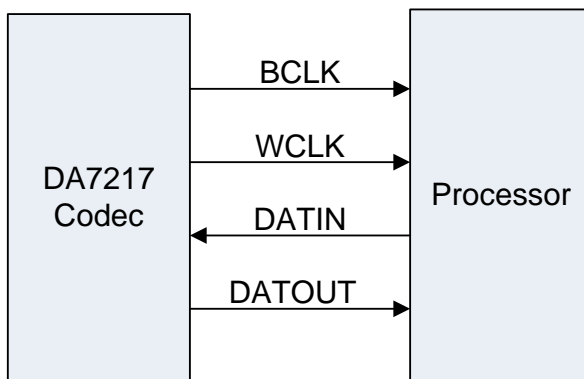 BCLK
WCLK
DA7217
Codec
Processor
DATIN
DATOUT